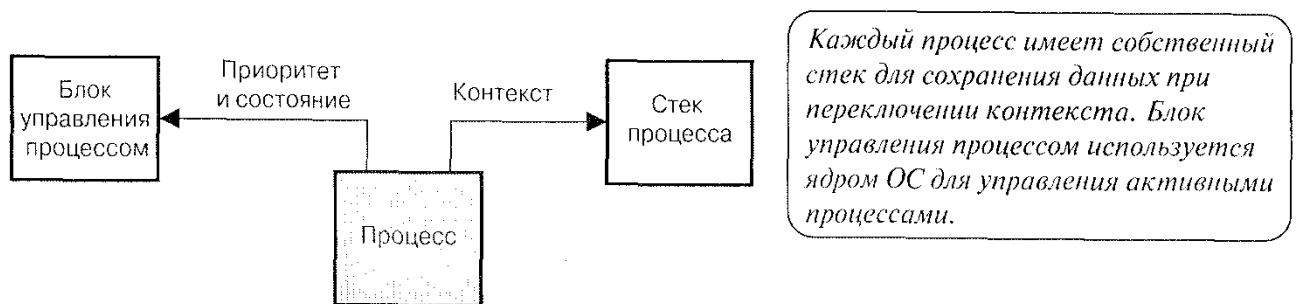 Блок
управления
процессом
Приоритет
и состояние
Контекст
Стек
процесса
Процесс
Каждый процесс имеет собственный
стек для сохранения данных при
переключении контекста. Блок
управления процессом используется
ядром ОС для управления активными
процессами.